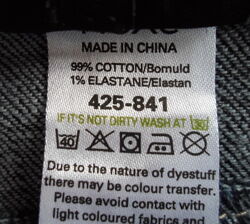 MADE IN CHINA
99% COTTON/Bomuld
1% ELASTANE/Elastan
425-841
IF IT'S NOT DIRTY WASH AT 30
40
Due to the nature of dyestuff
there may be colour transfer.
Please avoid contact with
light coloured fabrics and